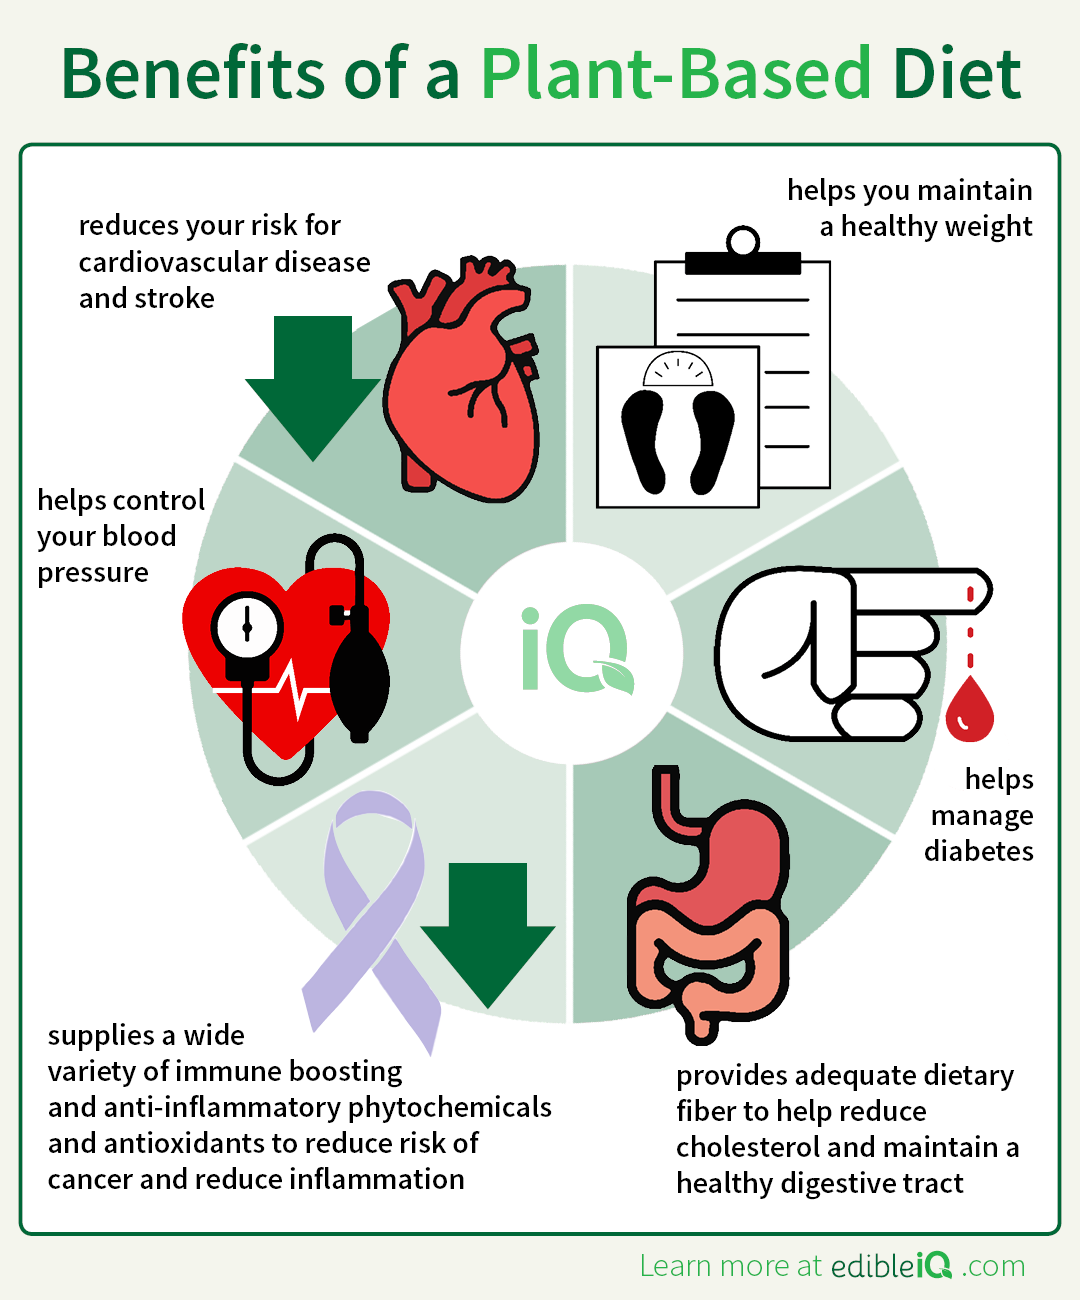 Benefits of a Plant-Based Diet
reduces your risk for
cardiovascular disease
and stroke
helps you maintain
a healthy weight
helps control
your blood
pressure
iQ
helps
manage
diabetes
supplies a wide
variety of immune boosting
and anti-inflammatory phytochemicals
and antioxidants to reduce risk of
cancer and reduce inflammation
provides adequate dietary
fiber to help reduce
cholesterol and maintain a
healthy digestive tract
Learn more at edibleiQ .com